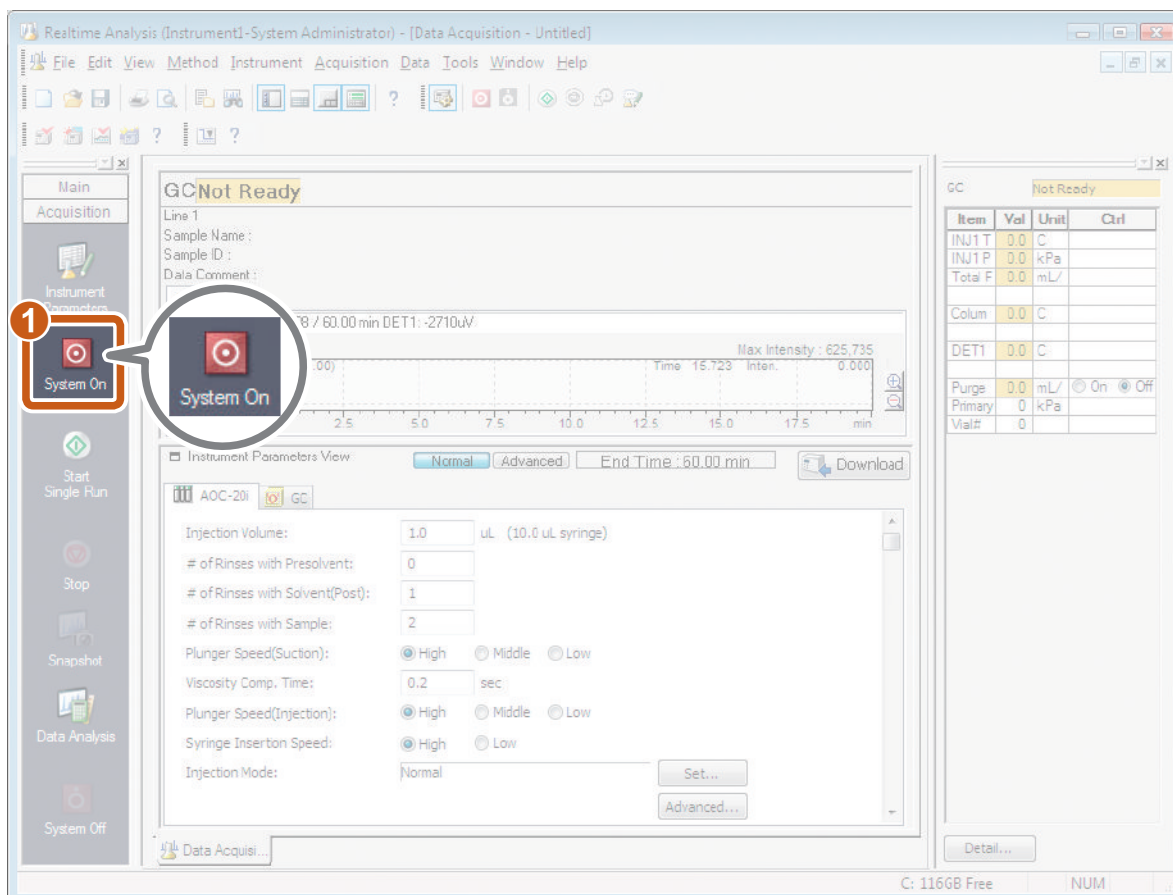 Realtime Analysis (Instrument1-System Administrator) - [Data Acquisition - Untitled]
File Edit View Method Instrument Acquisition Data Tools Window Help
Main
Acquisition
Instrument
Parameters
1
System On
System On
Start
Single Run
Stop
Snapshot
Data Analysis
System Off
GC Not Ready
Line 1
Sample Name :
Sample ID :
Data Comment :
/ 60.00 min DET1: -2710uV
Max Intensity : 625,735
.00) Time 15.723 Inten. 0.000
2.5 5.0 7.5 10.0 12.5 15.0 17.5 min
Instrument Parameters View Normal Advanced End Time : 60.00 min Download
AOC-20i GC
Injection Volume: 1.0 uL (10.0 uL syringe)
# of Rinses with Presolvent: 0
# of Rinses with Solvent(Post): 1
# of Rinses with Sample: 2
Plunger Speed(Suction): High Middle Low
Viscosity Comp. Time: 0.2 sec
Plunger Speed(Injection): High Middle Low
Syringe Insertion Speed: High Low
Injection Mode: Normal Set...
Advanced...
Data Acquisi...
GC Not Ready
Item Val Unit Ctrl
INJ1 T 0.0 C
INJ1 P 0.0 kPa
Total F 0.0 mL/
Colum 0.0 C
DET1 0.0 C
Purge 0.0 mL/ On Off
Primary 0 kPa
Vial# 0
Detail...
C: 116GB Free NUM